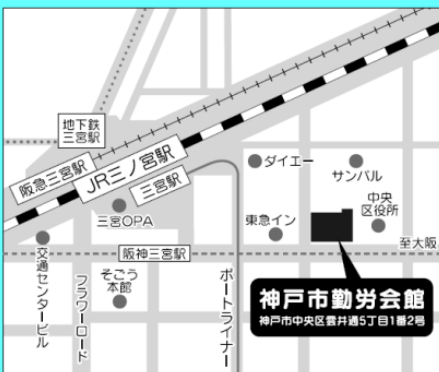 地下鉄
三宮駅
阪急三宮駅
JR三ノ宮駅
三宮駅
ダイエー
サンパル
三宮OPA
東急イン
中央
区役所
阪神三宮駅
至大阪
交通センタービル
フラワーロード
そごう
本館
ポートライナー
神戸市勤労会館
神戸市中央区雲井通5丁目1番2号